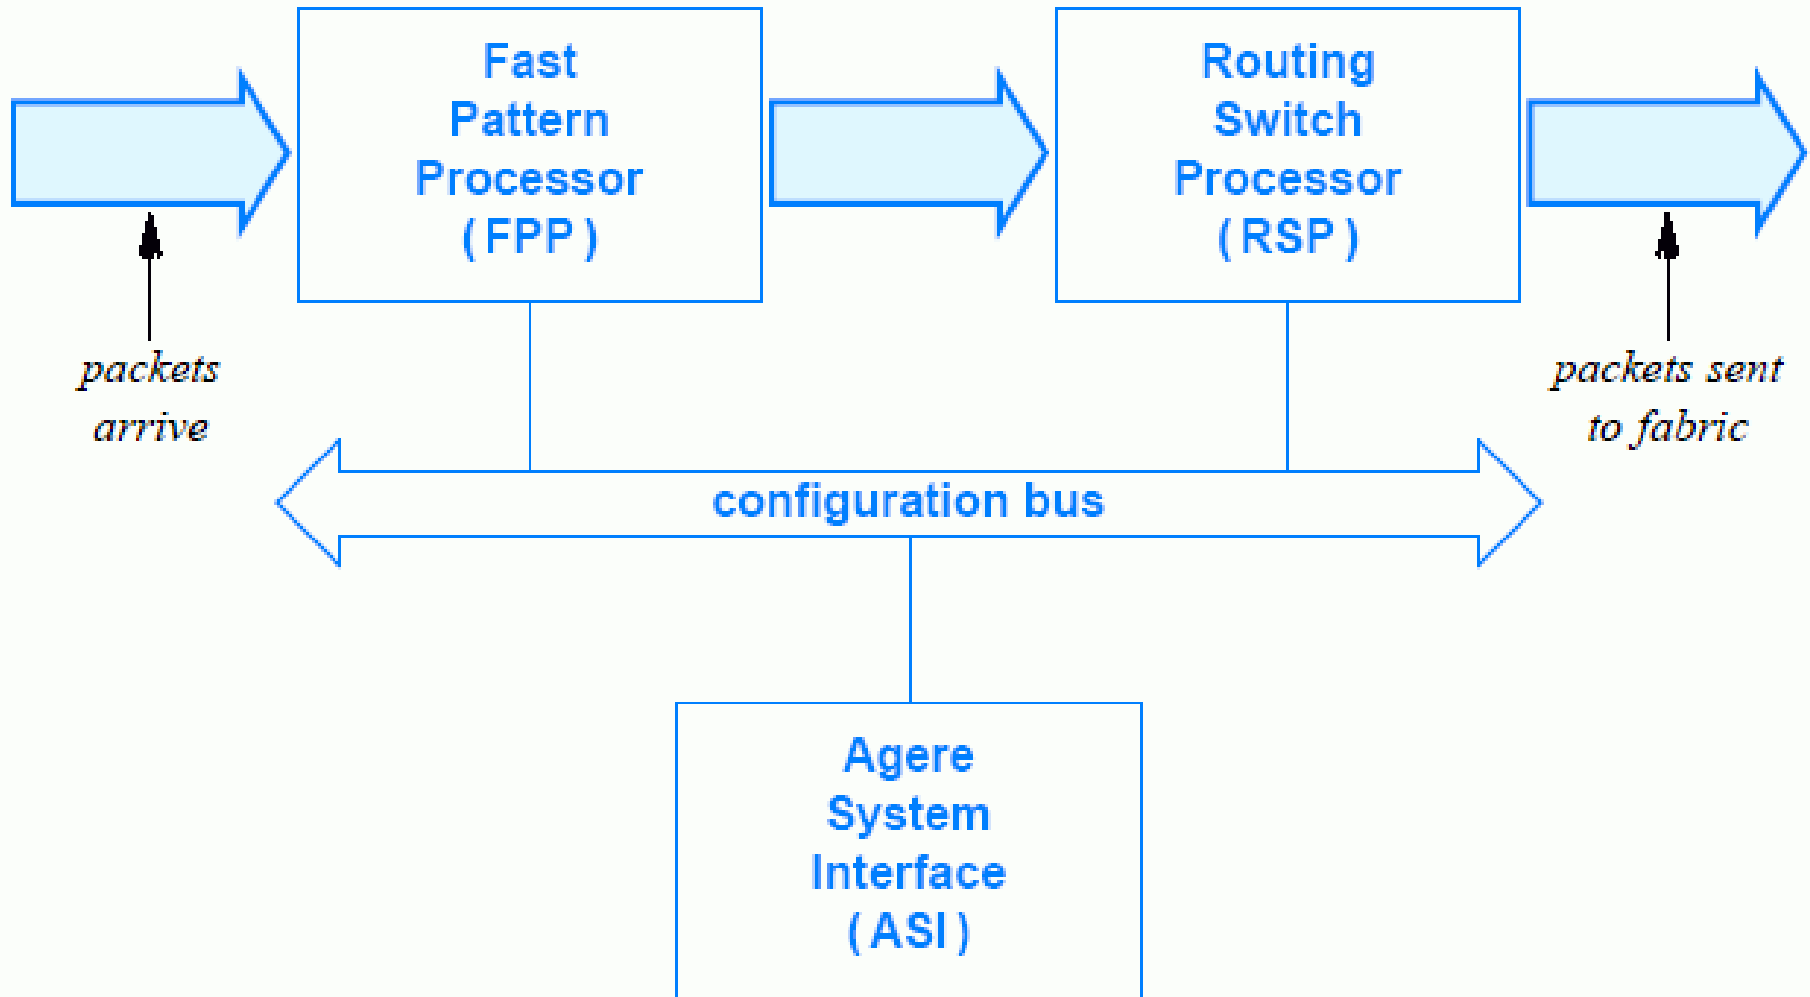 Fast
Pattern
Processor
( FPP )
Routing
Switch
Processor
( RSP )
packets
arrive
packets sent
to fabric
configuration bus
Agere
System
Interface
( ASI )